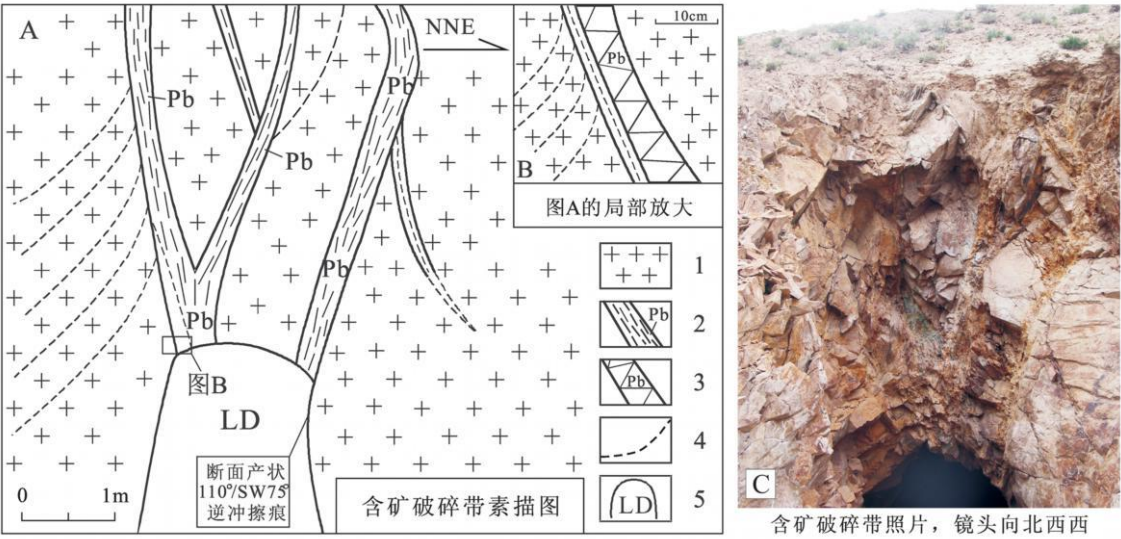 A
NNE
10cm
Pb
B
图A的局部放大
Pb
Pb
Pb
Pb
Pb
图B
LD
断面产状
110°/SW75°
逆冲擦痕
0 1m
含矿破碎带素描图
1
Pb 2
Pb 3
4
LD 5
C
含矿破碎带照片，镜头向北西西